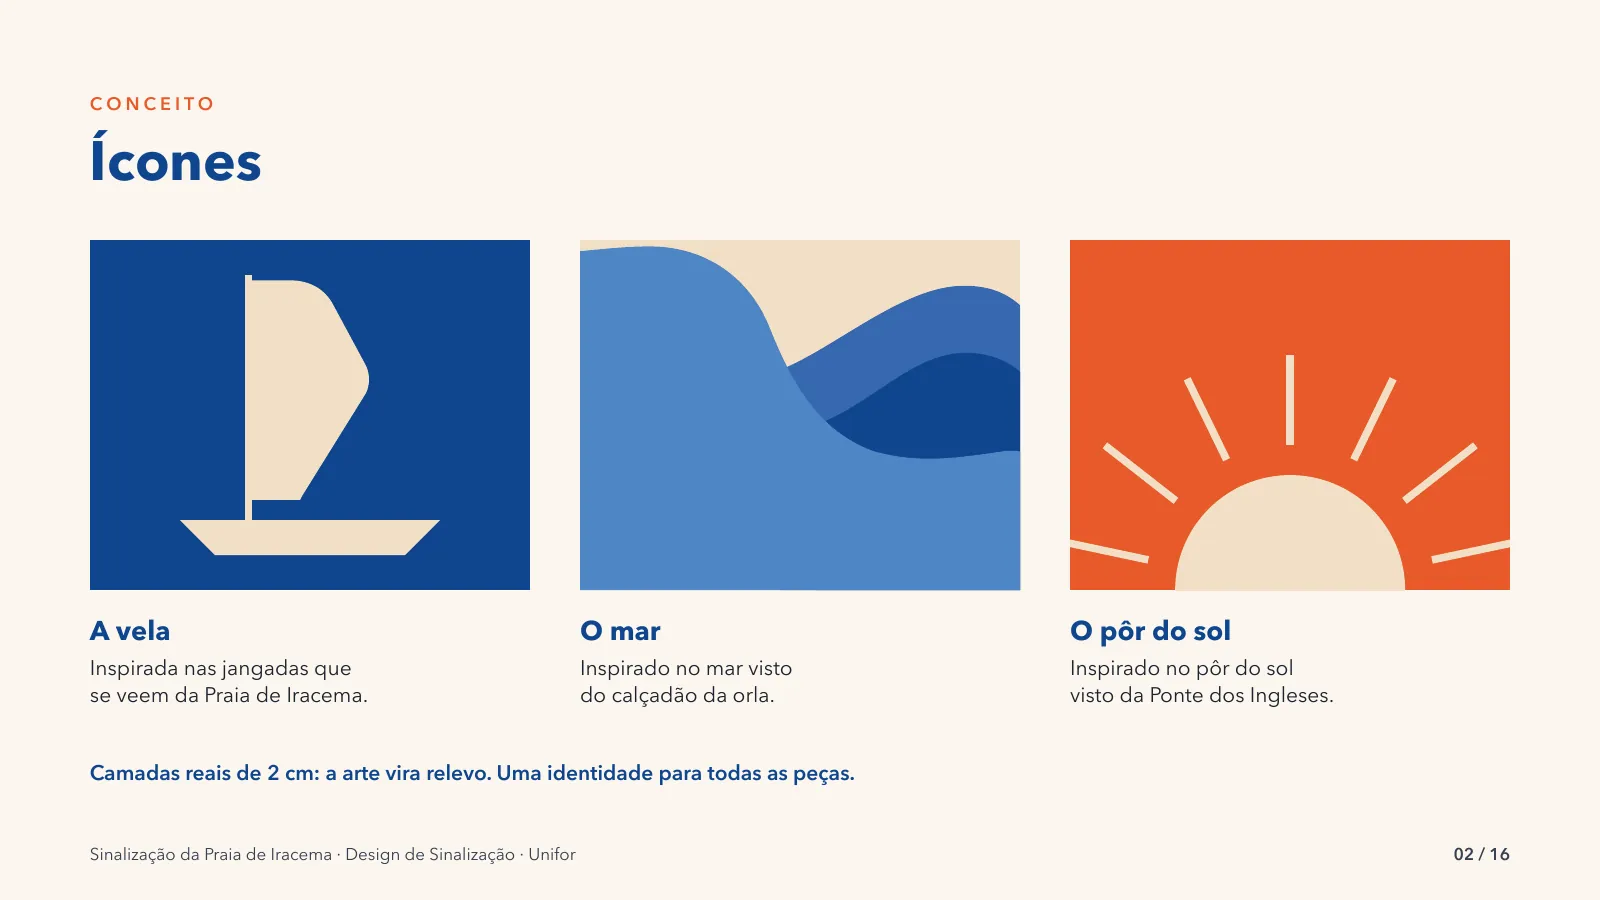 CONCEITO
Ícones
A vela
Inspirada nas jangadas que
se veem da Praia de Iracema.
O mar
Inspirado no mar visto
do calçadão da orla.
O pôr do sol
Inspirado no pôr do sol
visto da Ponte dos Ingleses.
Camadas reais de 2 cm: a arte vira relevo. Uma identidade para todas as peças.
Sinalização da Praia de Iracema · Design de Sinalização · Unifor
02 / 16